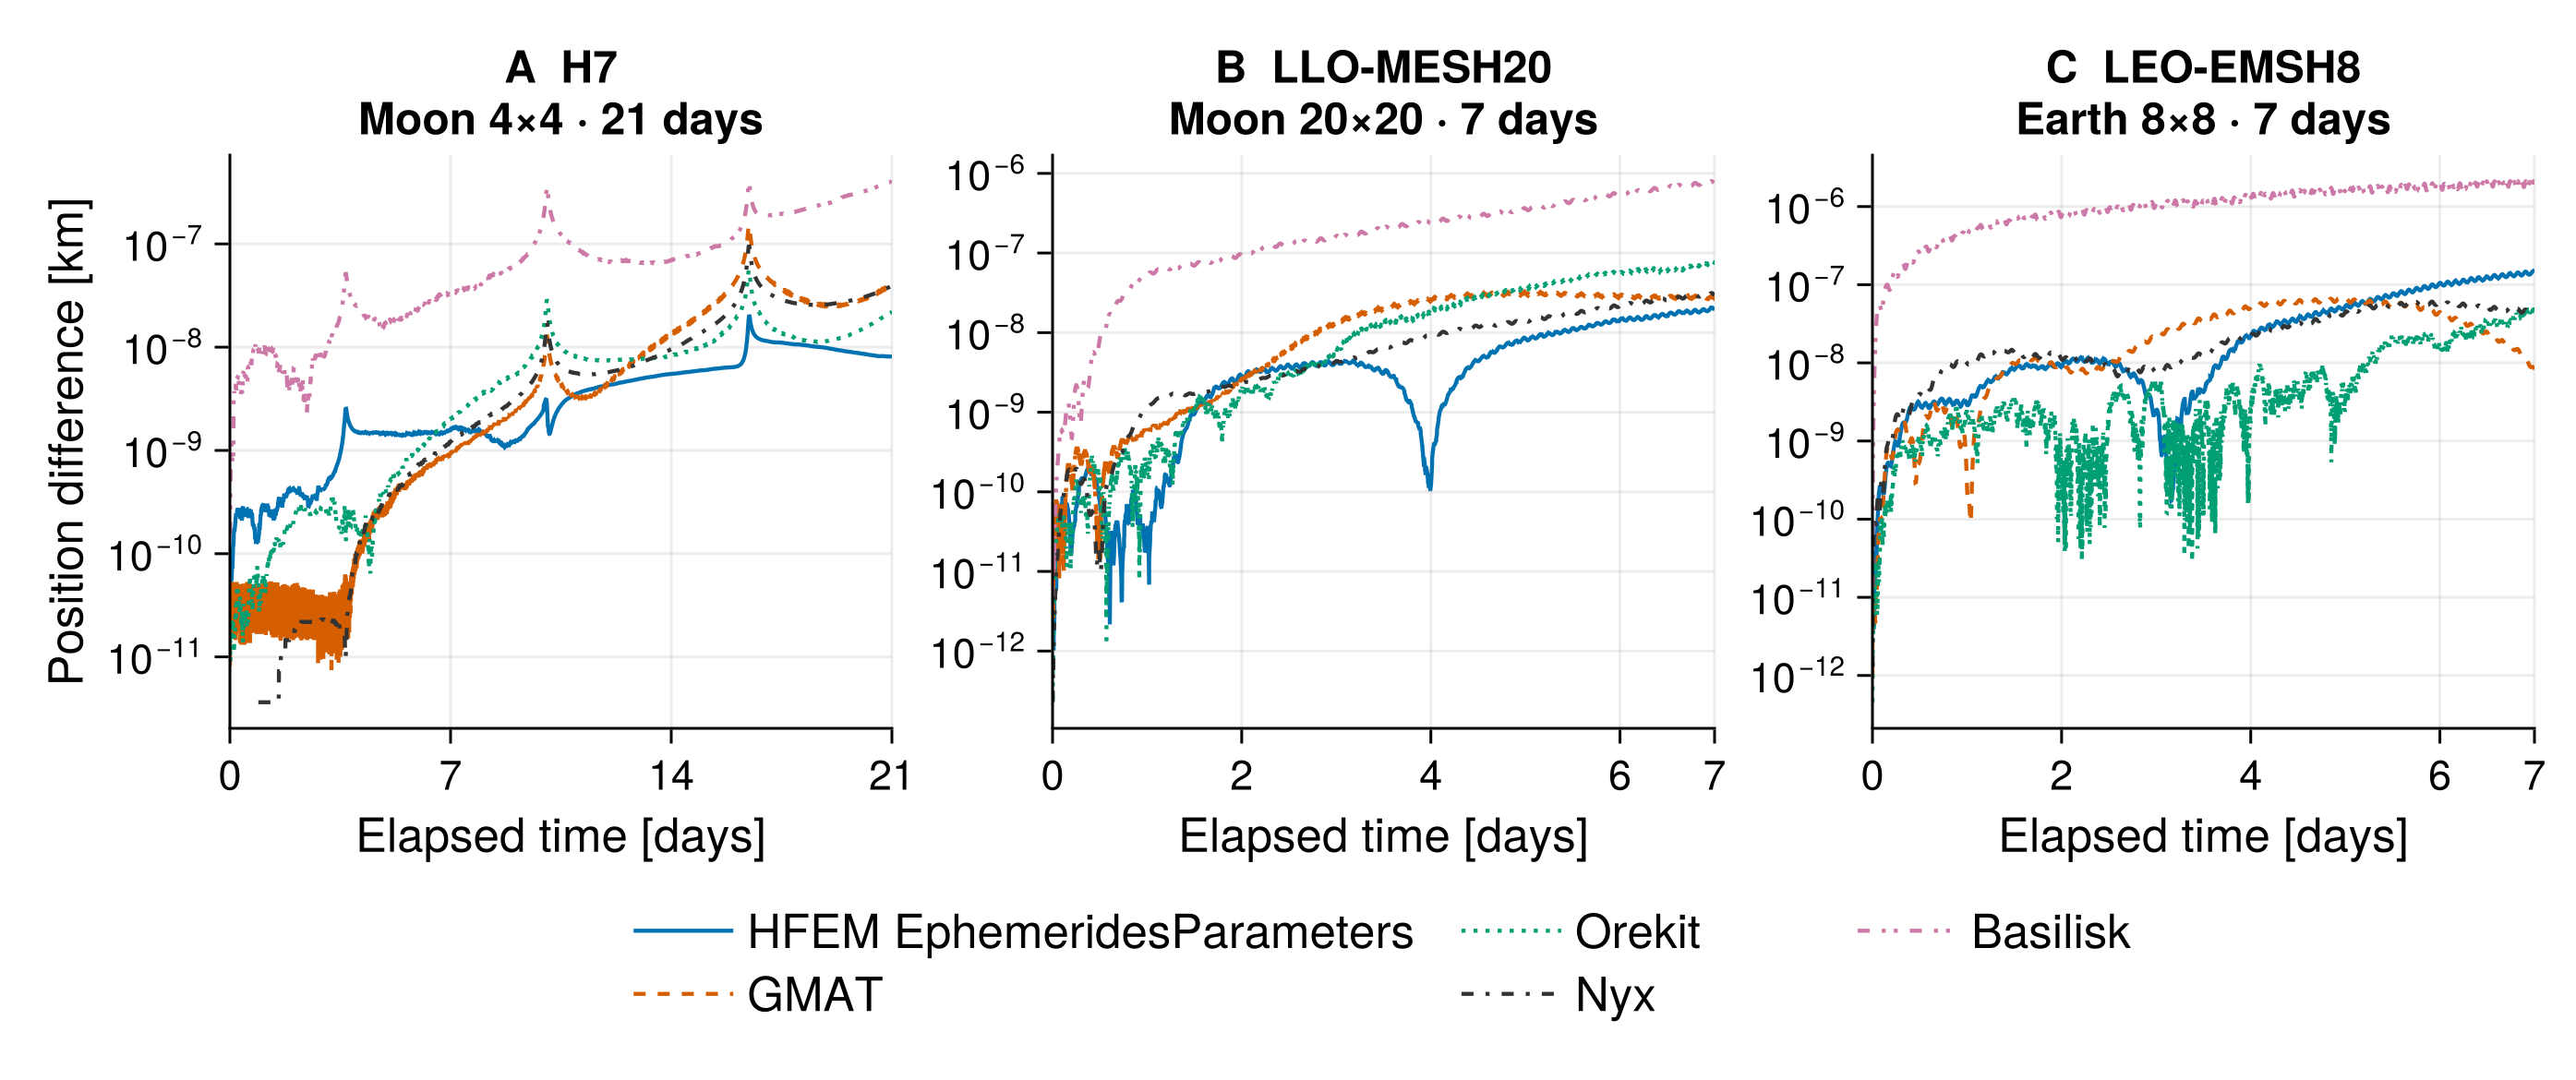 A H7
Moon 4×4 · 21 days
B LLO-MESH20
Moon 20×20 · 7 days
C LEO-EMSH8
Earth 8×8 · 7 days
Position difference [km]
10⁻⁷
10⁻⁸
10⁻⁹
10⁻¹⁰
10⁻¹¹
0 7 14 21
Elapsed time [days]
10⁻⁶
10⁻⁷
10⁻⁸
10⁻⁹
10⁻¹⁰
10⁻¹¹
10⁻¹²
0 2 4 6 7
Elapsed time [days]
10⁻⁶
10⁻⁷
10⁻⁸
10⁻⁹
10⁻¹⁰
10⁻¹¹
10⁻¹²
0 2 4 6 7
Elapsed time [days]
HFEM EphemeridesParameters
Orekit
Basilisk
GMAT
Nyx